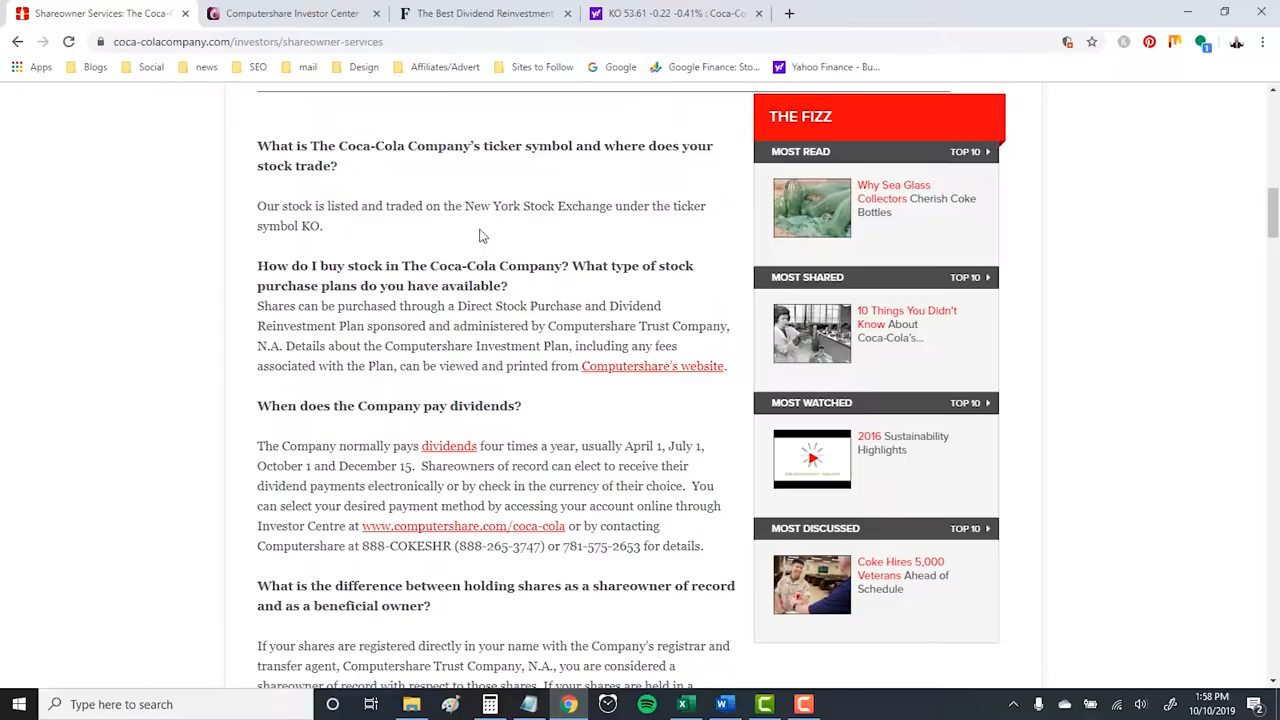 Shareowner Services: The Co
Computershare Investor Center
The Best Dividend Reinvestment
KO 53.61 -0.22 -0.41% : Coca-Co
coca-colacompany.com/investors/shareowner-services
Apps
Blogs
Social
news
SEO
mail
Design
Affiliates/Advert
Sites to Follow
Google
Google Finance: Sto...
Yahoo Finance - Bu...
What is The Coca-Cola Company's ticker symbol and where does your
stock trade?
Our stock is listed and traded on the New York Stock Exchange under the ticker
symbol KO.
How do I buy stock in The Coca-Cola Company? What type of stock
purchase plans do you have available?
Shares can be purchased through a Direct Stock Purchase and Dividend
Reinvestment Plan sponsored and administered by Computershare Trust Company,
N.A. Details about the Computershare Investment Plan, including any fees
associated with the Plan, can be viewed and printed from Computershare's website.
When does the Company pay dividends?
The Company normally pays dividends four times a year, usually April 1, July 1,
October 1 and December 15. Shareowners of record can elect to receive their
dividend payments electronically or by check in the currency of their choice. You
can select your desired payment method by accessing your account online through
Investor Centre at www.computershare.com/coca-cola or by contacting
Computershare at 888-COKESHR (888-265-3747) or 781-575-2653 for details.
What is the difference between holding shares as a shareowner of record
and as a beneficial owner?
If your shares are registered directly in your name with the Company's registrar and
transfer agent, Computershare Trust Company, N.A., you are considered a
shareowner of record with respect to those shares. If your shares are held in a
THE FIZZ
MOST READ TOP 10
Why Sea Glass
Collectors Cherish Coke
Bottles
MOST SHARED TOP 10
10 Things You Didn't
Know About
Coca-Cola's...
MOST WATCHED TOP 10
2016 Sustainability
Highlights
MOST DISCUSSED TOP 10
Coke Hires 5,000
Veterans Ahead of
Schedule
Type here to search
1:58 PM
10/10/2019